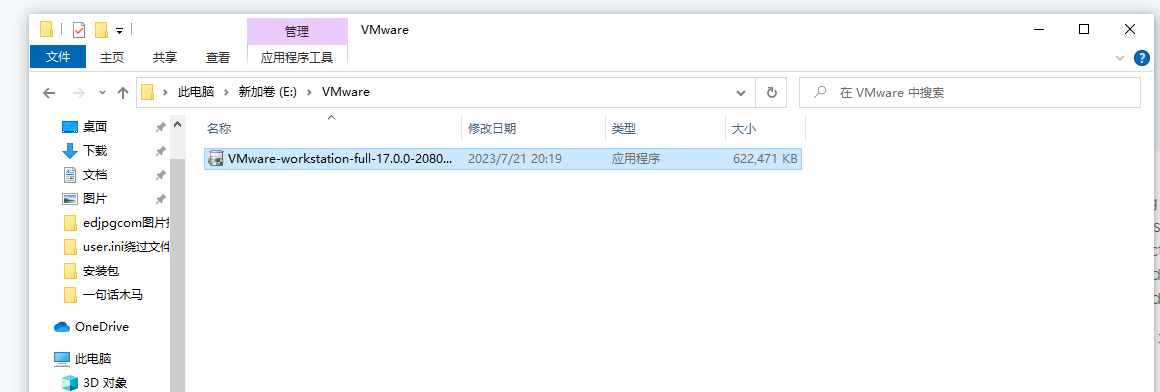 管理
VMware
文件
主页
共享
查看
应用程序工具
此电脑
新加卷 (E:)
VMware
在 VMware 中搜索
桌面
下载
文档
图片
edjpgcom图片
user.ini绕过文件
安装包
一句话木马
OneDrive
此电脑
3D 对象
名称
修改日期
类型
大小
VMware-workstation-full-17.0.0-2080...
2023/7/21 20:19
应用程序
622,471 KB